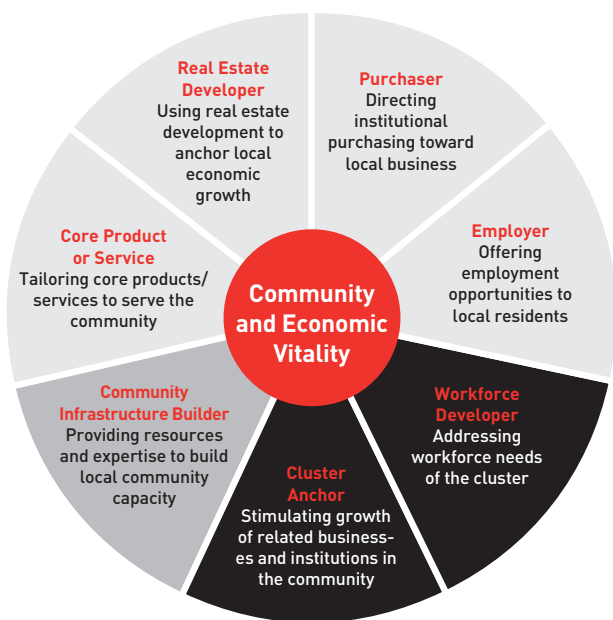 Real Estate
Developer
Using real estate
development to
anchor local
economic
growth
Purchaser
Directing
institutional
purchasing toward
local business
Employer
Offering
employment
opportunities to
local residents
Workforce
Developer
Addressing
workforce needs
of the cluster
Cluster
Anchor
Stimulating growth
of related business-
es and institutions in
the community
Community
Infrastructure Builder
Providing resources
and expertise to build
local community
capacity
Core Product
or Service
Tailoring core products/
services to serve the
community
Community
and Economic
Vitality